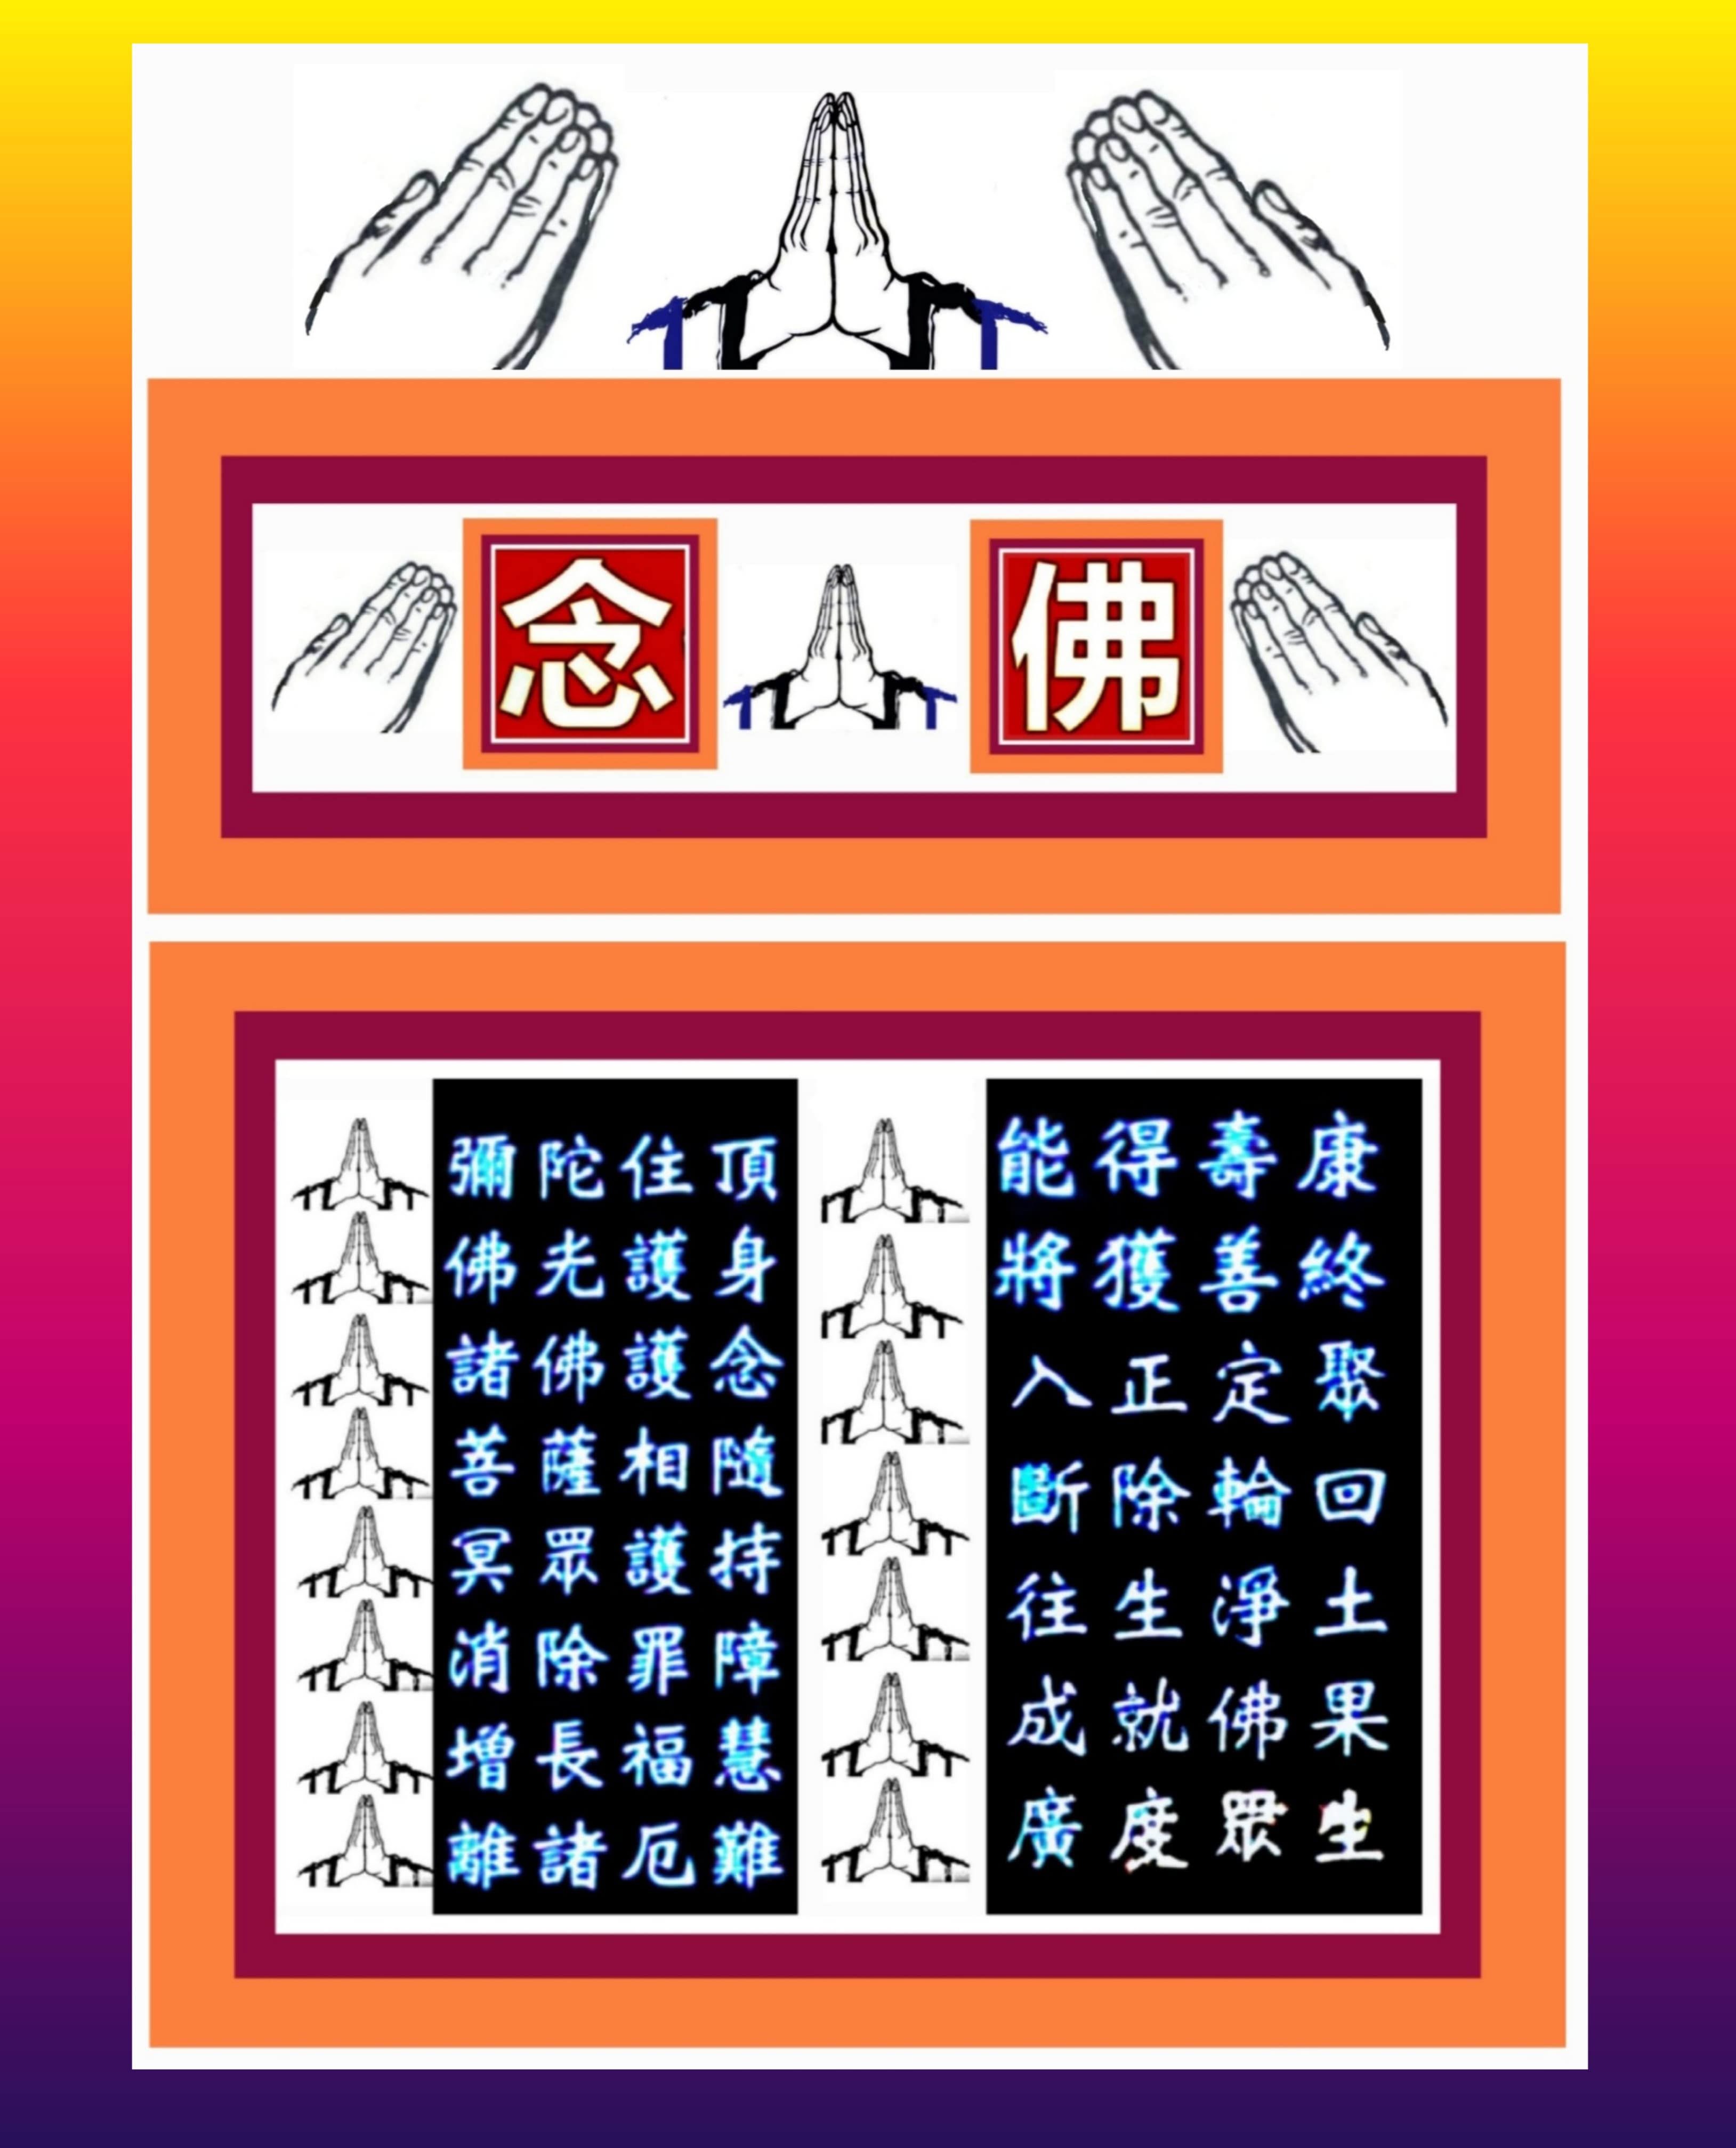 念佛
彌陀住頂
佛光護身
諸佛護念
菩薩相隨
冥眾護持
消除罪障
增長福慧
離諸厄難
能得壽康
將獲善終
入正定聚
斷除輪回
往生淨土
成就佛果
廣度眾生